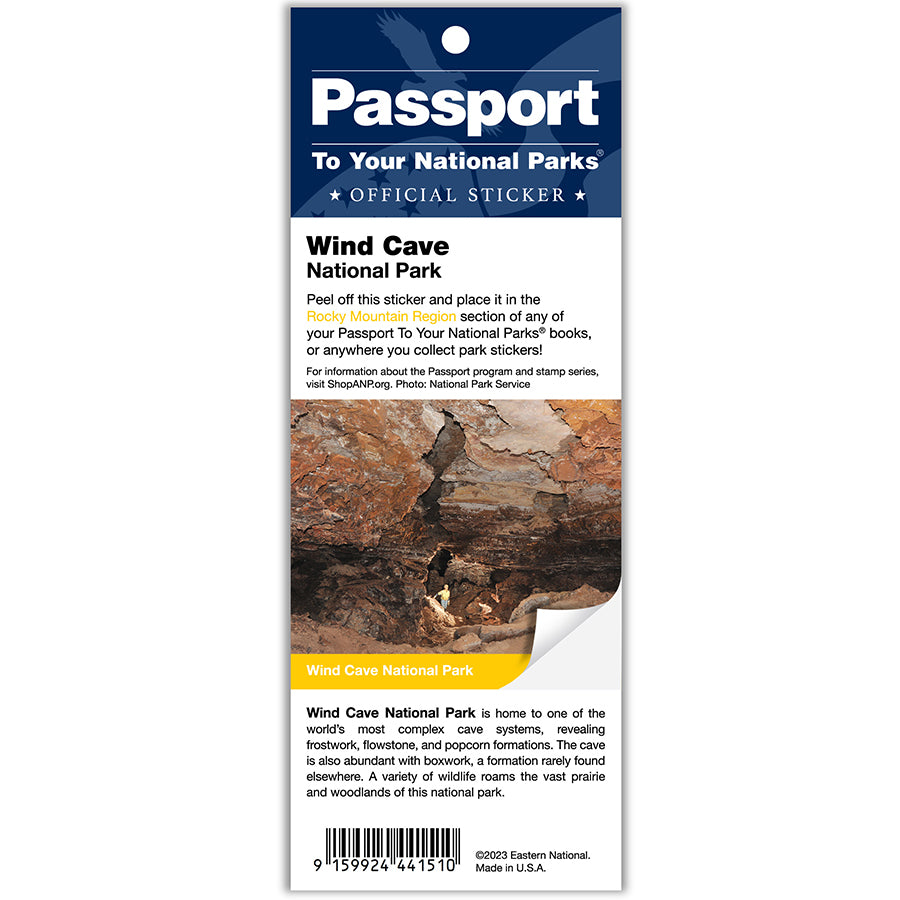 Passport
To Your National Parks®
★ OFFICIAL STICKER ★
Wind Cave
National Park
Peel off this sticker and place it in the
Rocky Mountain Region section of any of
your Passport To Your National Parks® books,
or anywhere you collect park stickers!
For information about the Passport program and stamp series,
visit ShopANP.org. Photo: National Park Service
Wind Cave National Park
Wind Cave National Park is home to one of the
world's most complex cave systems, revealing
frostwork, flowstone, and popcorn formations. The cave
is also abundant with boxwork, a formation rarely found
elsewhere. A variety of wildlife roams the vast prairie
and woodlands of this national park.
9 159924 441510
©2023 Eastern National.
Made in U.S.A.